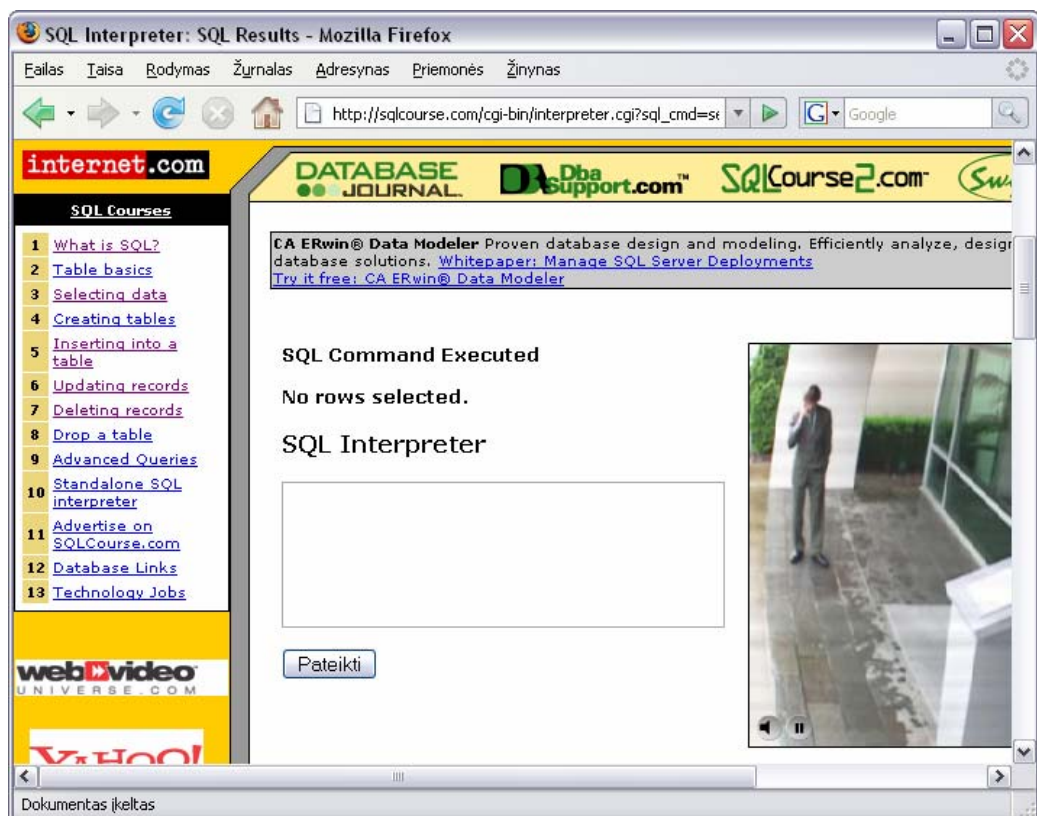 SQL Interpreter: SQL Results - Mozilla Firefox
Failas Taisa Rodymas Žurnalas Adresynas Priemonės Žinynas
http://sqlcourse.com/cgi-bin/interpreter.cgi?sql_cmd=se
G Google
internet.com
DATABASE JOURNAL
DbaSupport.com™
SQLCourse2.com
Sw
SQL Courses
1 What is SQL?
2 Table basics
3 Selecting data
4 Creating tables
5 Inserting into a
table
6 Updating records
7 Deleting records
8 Drop a table
9 Advanced Queries
10 Standalone SQL
interpreter
11 Advertise on
SQLCourse.com
12 Database Links
13 Technology Jobs
webvideo
UNIVERSE.COM
YAHOO!
CA ERwin® Data Modeler Proven database design and modeling. Efficiently analyze, design
database solutions. Whitepaper: Manage SQL Server Deployments
Try it free: CA ERwin® Data Modeler
SQL Command Executed
No rows selected.
SQL Interpreter
Pateikti
Dokumentas įkeltas